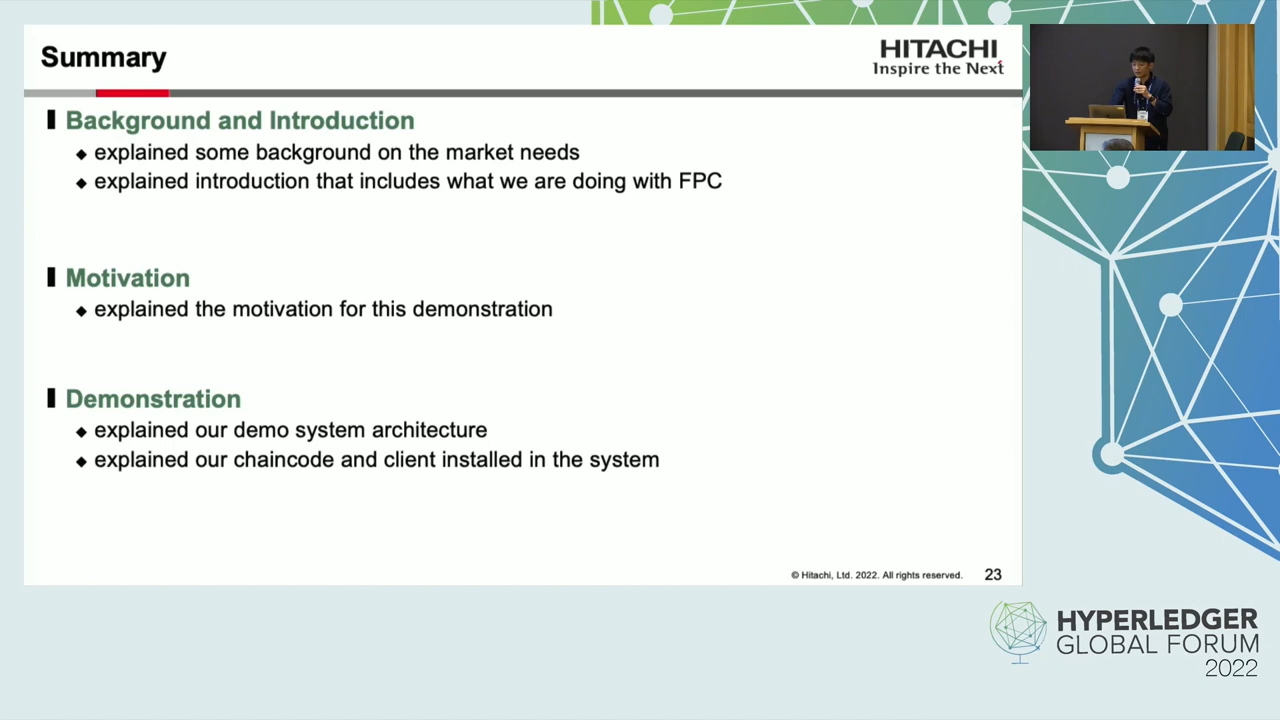 Summary
HITACHI
Inspire the Next
Background and Introduction
explained some background on the market needs
explained introduction that includes what we are doing with FPC
Motivation
explained the motivation for this demonstration
Demonstration
explained our demo system architecture
explained our chaincode and client installed in the system
© Hitachi, Ltd. 2022. All rights reserved.
23
HYPERLEDGER
GLOBAL FORUM
2022